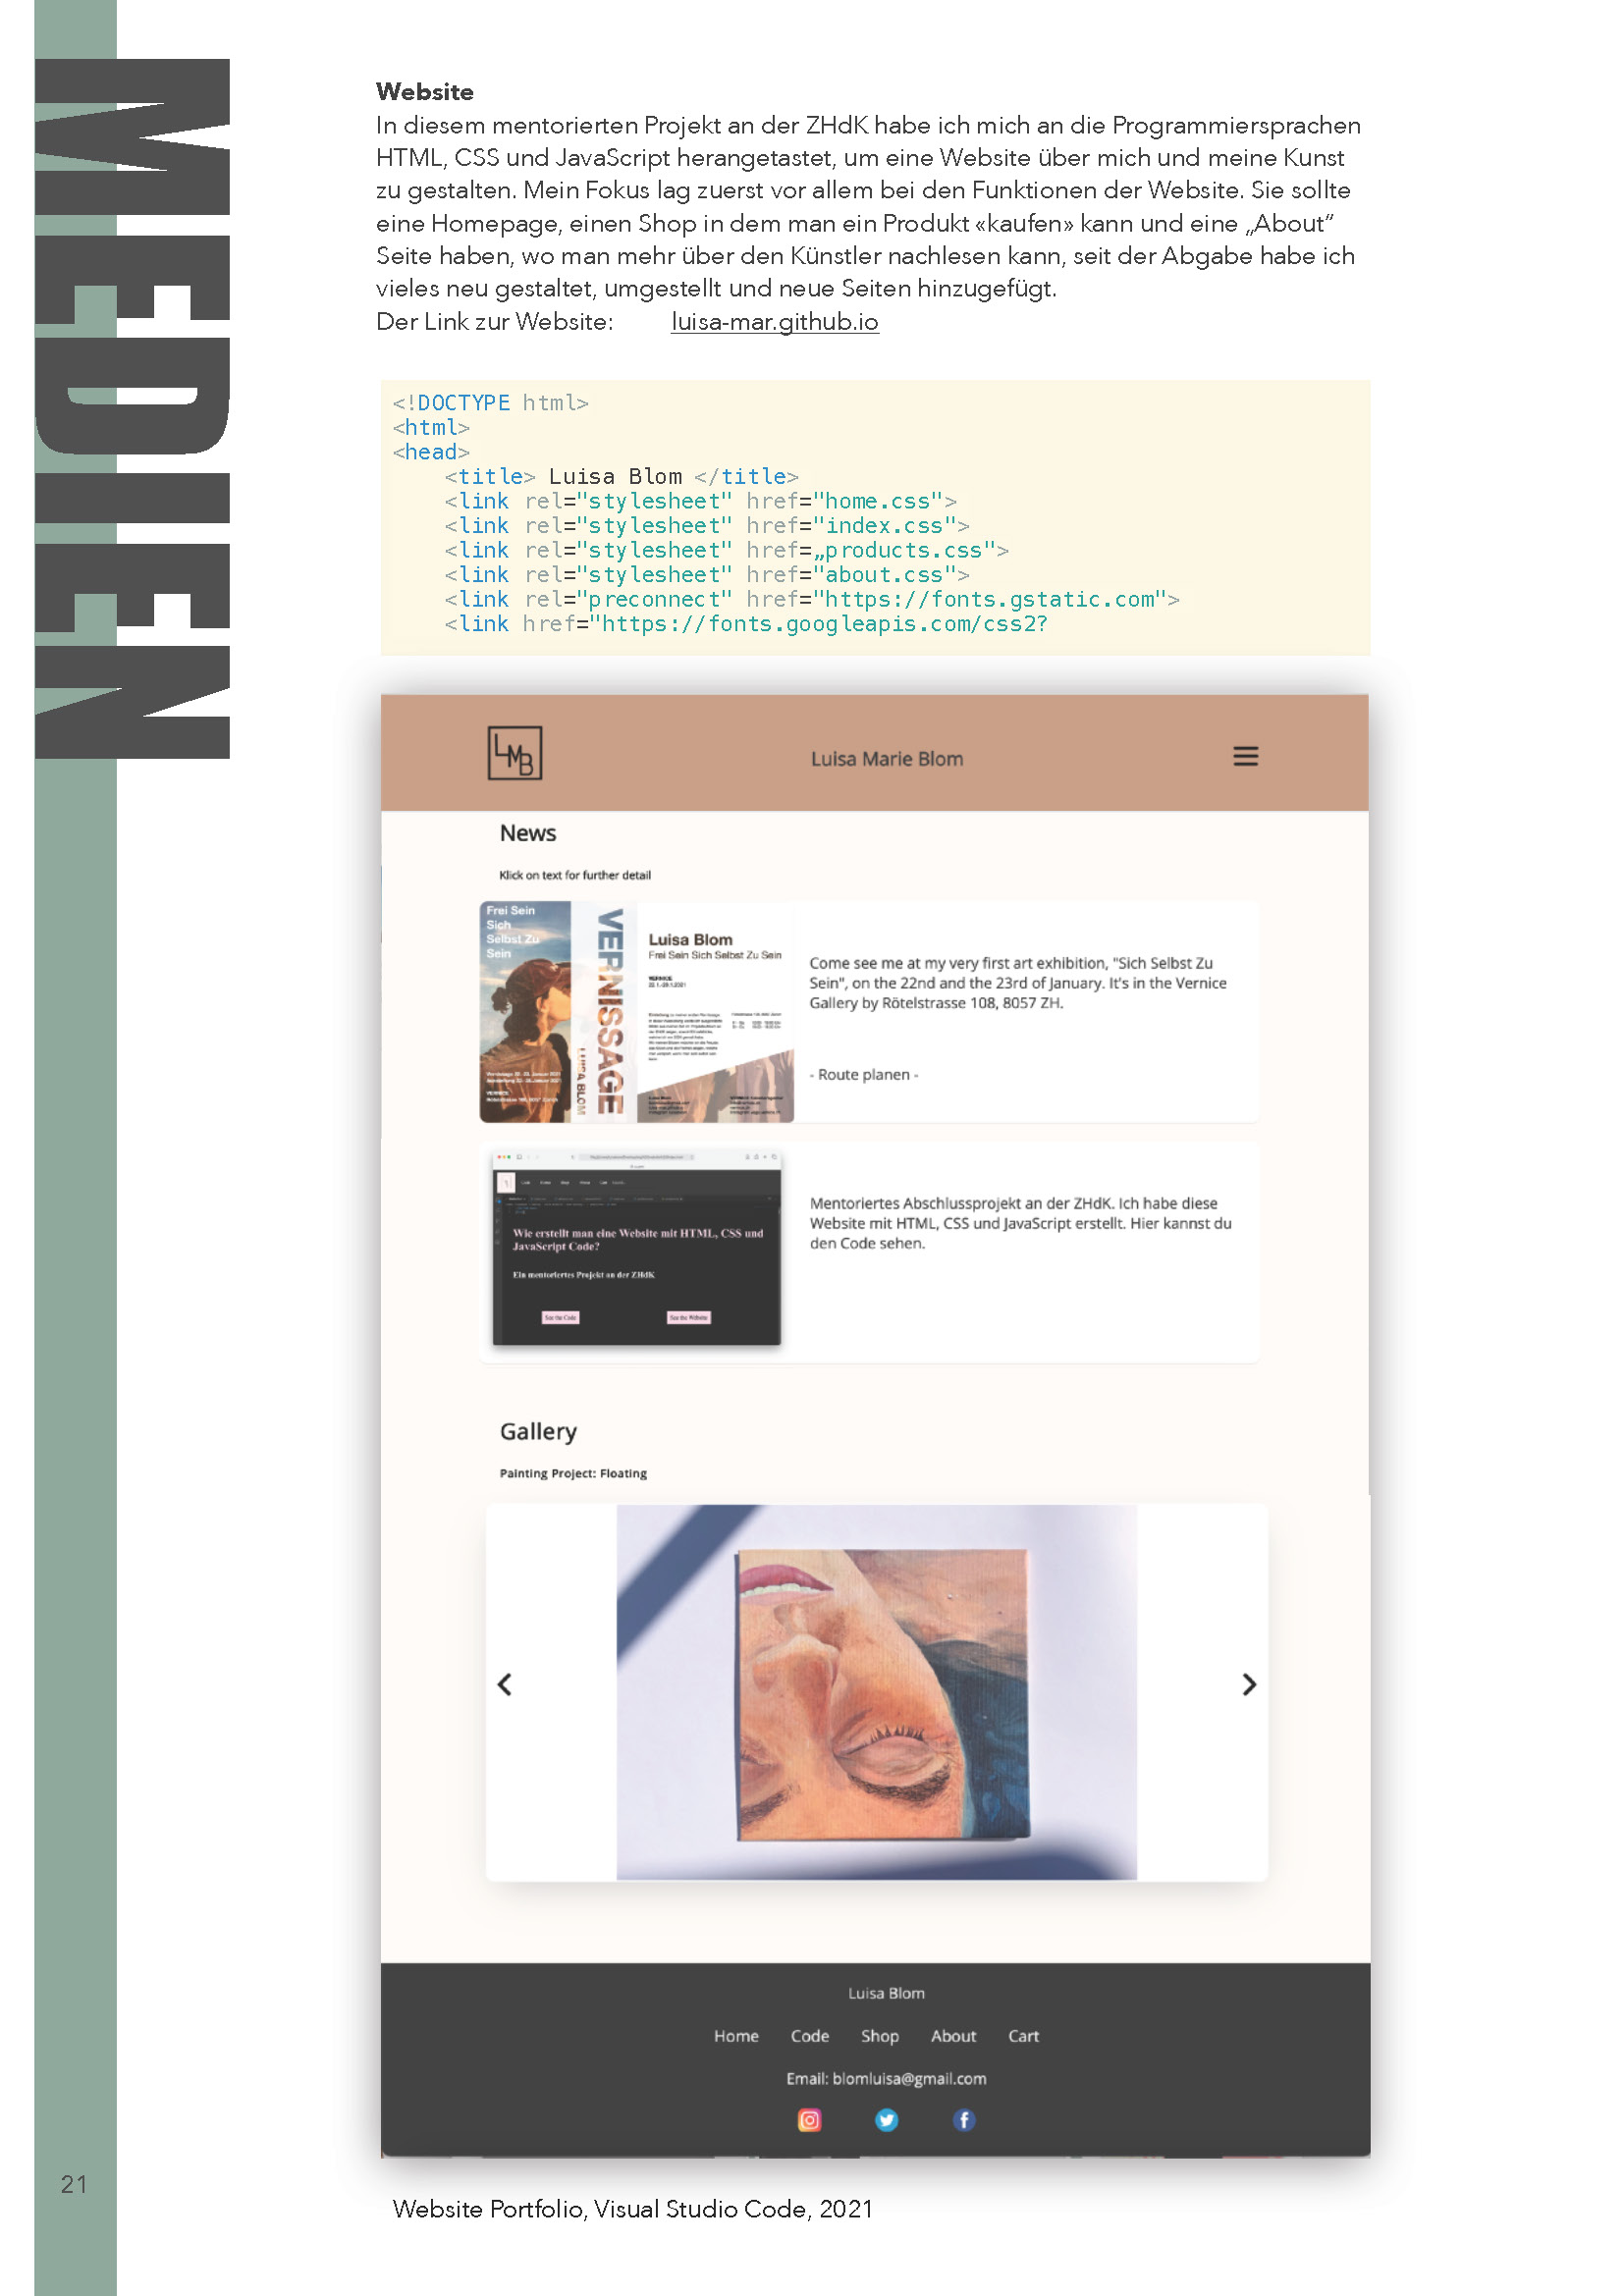 MEDIEN
Website
In diesem mentorierten Projekt an der ZHdK habe ich mich an die Programmiersprachen
HTML, CSS und JavaScript herangetastet, um eine Website über mich und meine Kunst
zu gestalten. Mein Fokus lag zuerst vor allem bei den Funktionen der Website. Sie sollte
eine Homepage, einen Shop in dem man ein Produkt «kaufen» kann und eine „About“
Seite haben, wo man mehr über den Künstler nachlesen kann, seit der Abgabe habe ich
vieles neu gestaltet, umgestellt und neue Seiten hinzugefügt.
Der Link zur Website: luisa-mar.github.io
<!DOCTYPE html>
<html>
<head>
<title> Luisa Blom </title>
<link rel="stylesheet" href="home.css">
<link rel="stylesheet" href="index.css">
<link rel="stylesheet" href=„products.css">
<link rel="stylesheet" href="about.css">
<link rel="preconnect" href="https://fonts.gstatic.com">
<link href="https://fonts.googleapis.com/css2?
LMB
Luisa Marie Blom
News
Klick on text for further detail
Frei Sein
Sich
Selbst Zu
Sein
VERNISSAGE
LUISA BLOM
Luisa Blom
Frei Sein Sich Selbst Zu Sein
VERNICE
Come see me at my very first art exhibition, "Sich Selbst Zu
Sein", on the 22nd and the 23rd of January. It's in the Vernice
Gallery by Rötelstrasse 108, 8057 ZH.
- Route planen -
Wie erstellt man eine Website mit HTML, CSS und
JavaScript Code?
Ein mentoriertes Projekt an der ZHdK
See the Code
See the Website
Mentoriertes Abschlussprojekt an der ZHdK. Ich habe diese
Website mit HTML, CSS und JavaScript erstellt. Hier kannst du
den Code sehen.
Gallery
Painting Project: Floating
Luisa Blom
Home Code Shop About Cart
Email: blomluisa@gmail.com
21
Website Portfolio, Visual Studio Code, 2021